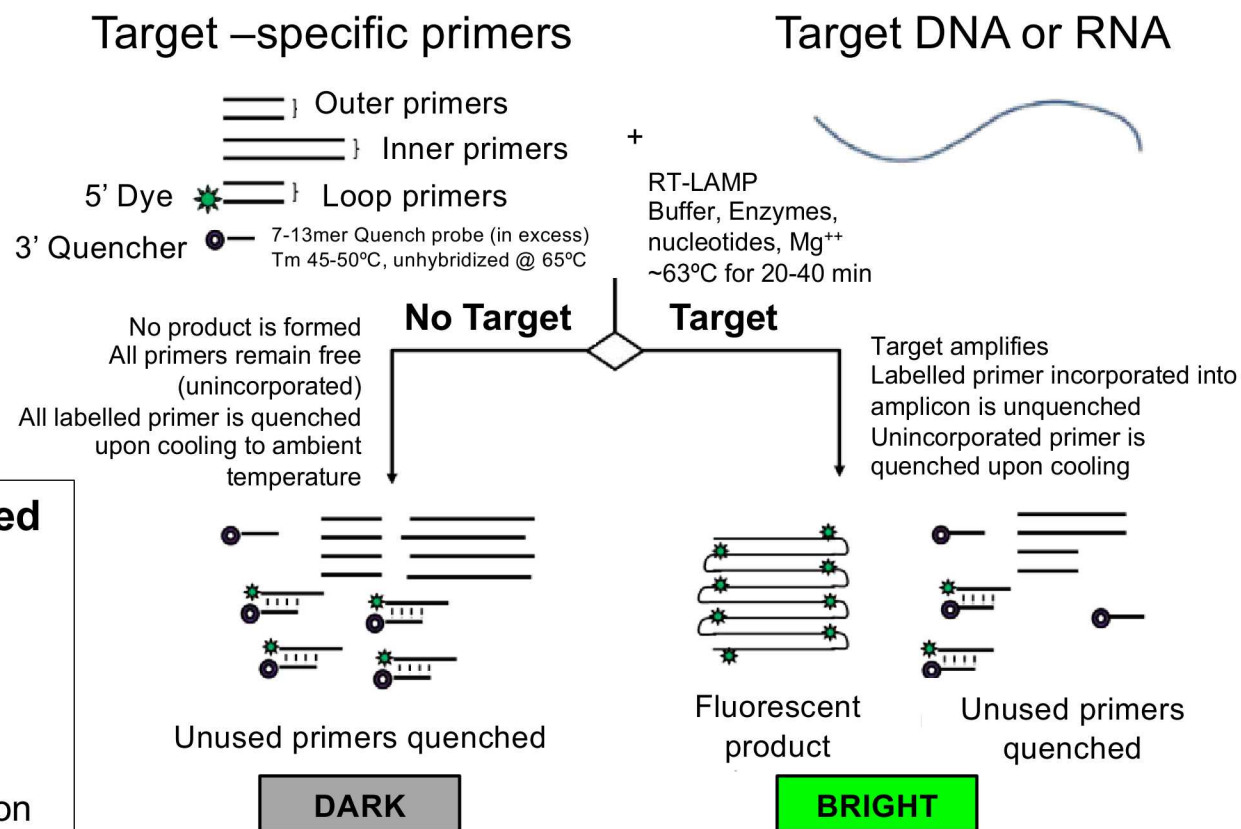 Target –specific primers
Target DNA or RNA
} Outer primers
} Inner primers
+
5’ Dye
} Loop primers
3’ Quencher
7-13mer Quench probe (in excess)
Tm 45-50ºC, unhybridized @ 65ºC
RT-LAMP
Buffer, Enzymes,
nucleotides, Mg⁺⁺
~63ºC for 20-40 min
No Target
Target
No product is formed
All primers remain free
(unincorporated)
All labelled primer is quenched
upon cooling to ambient
temperature
Target amplifies
Labelled primer incorporated into
amplicon is unquenched
Unincorporated primer is
quenched upon cooling
ed
on
Unused primers quenched
DARK
Fluorescent
product
Unused primers
quenched
BRIGHT